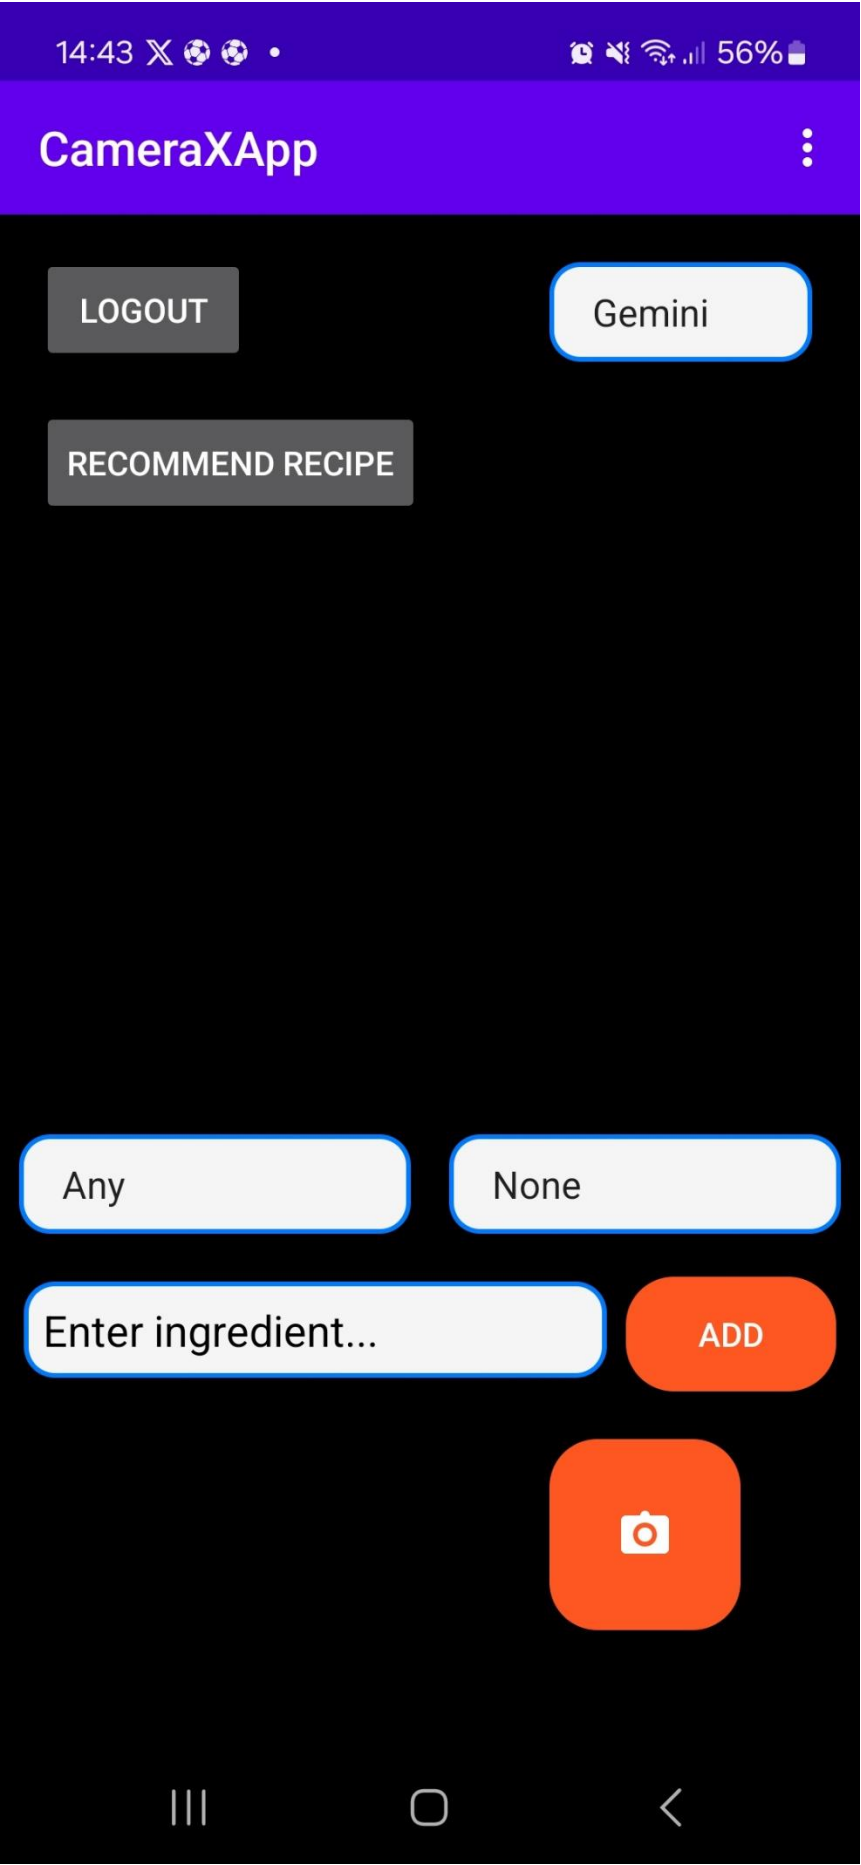 14:43 56%
CameraXApp
LOGOUT
Gemini
RECOMMEND RECIPE
Any
None
Enter ingredient...
ADD